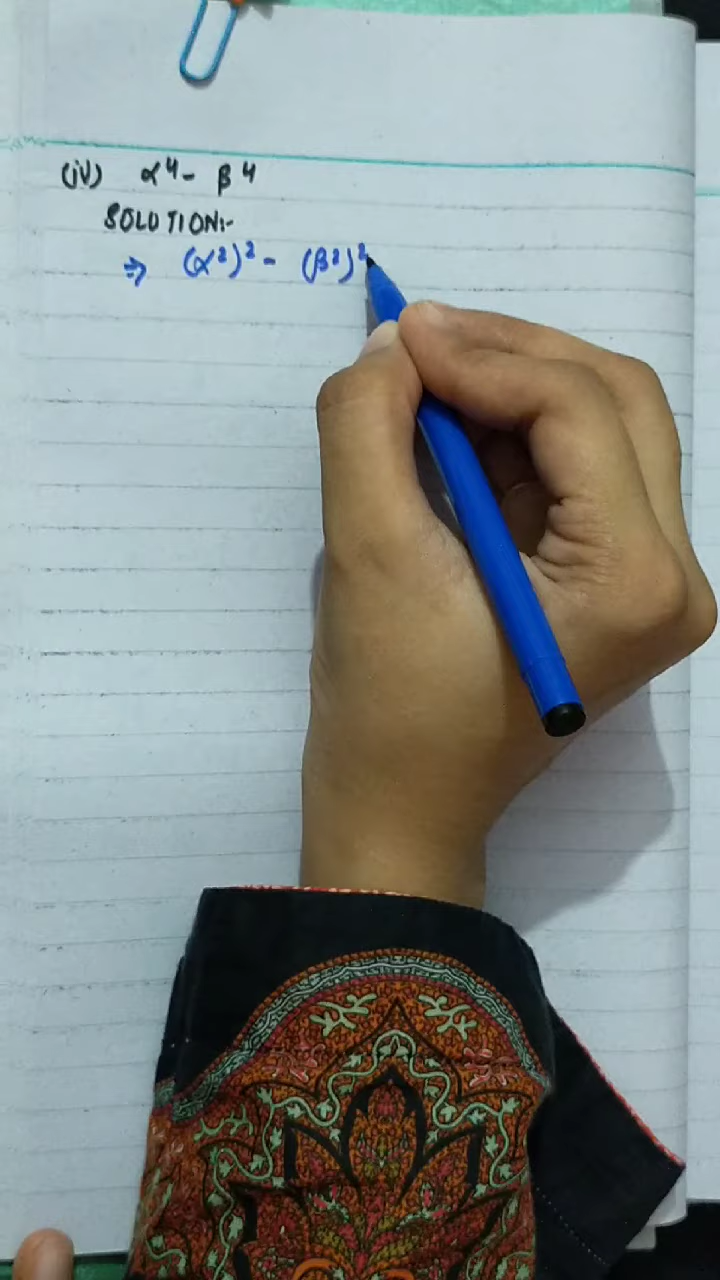 (iv) α⁴ - β⁴
SOLUTION:-
⇒ (α²)² - (β²)²